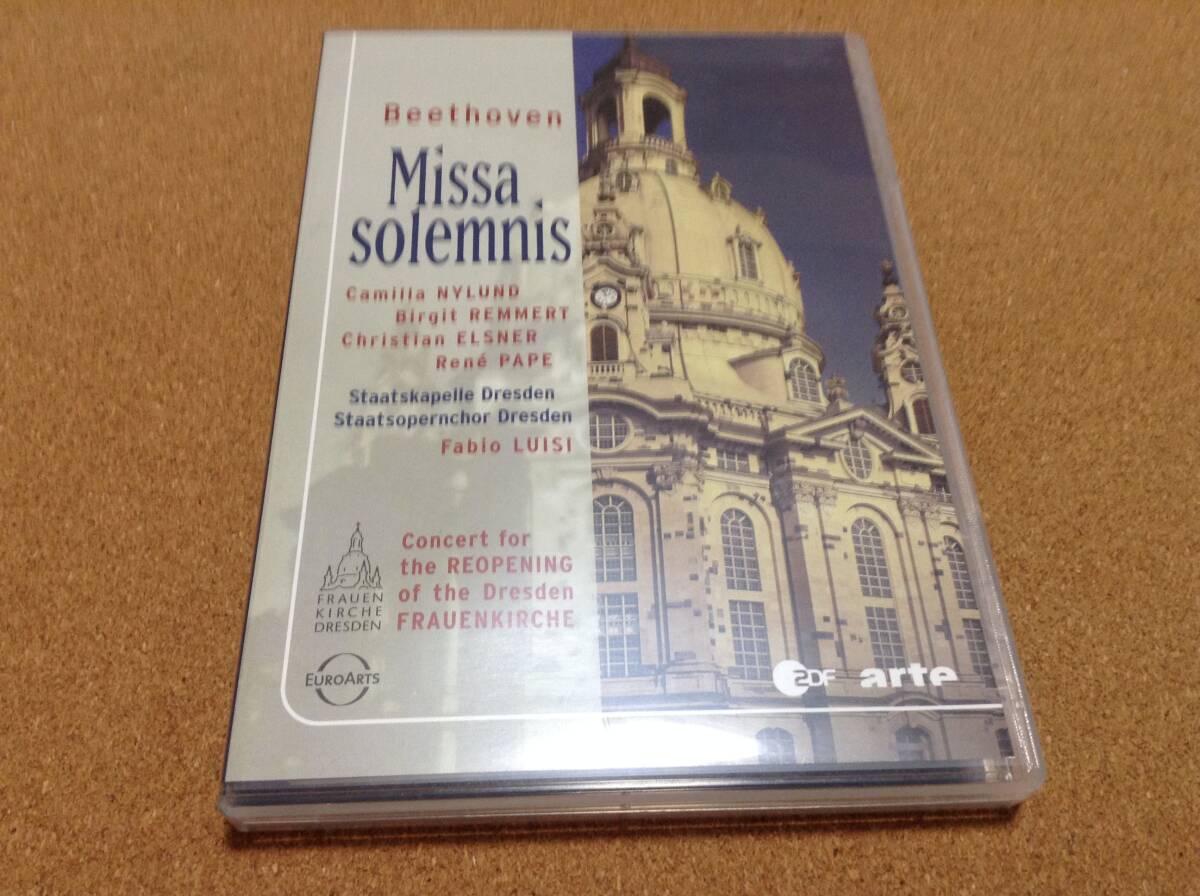 Beethoven
Missa
solemnis
Camilla NYLUND
Birgit REMMERT
Christian ELSNER
René PAPE
Staatskapelle Dresden
Staatsopernchor Dresden
Fabio LUISI
Concert for
the REOPENING
of the Dresden
FRAUENKIRCHE
FRAUEN
KIRCHE
DRESDEN
EUROARTS
ZDF arte